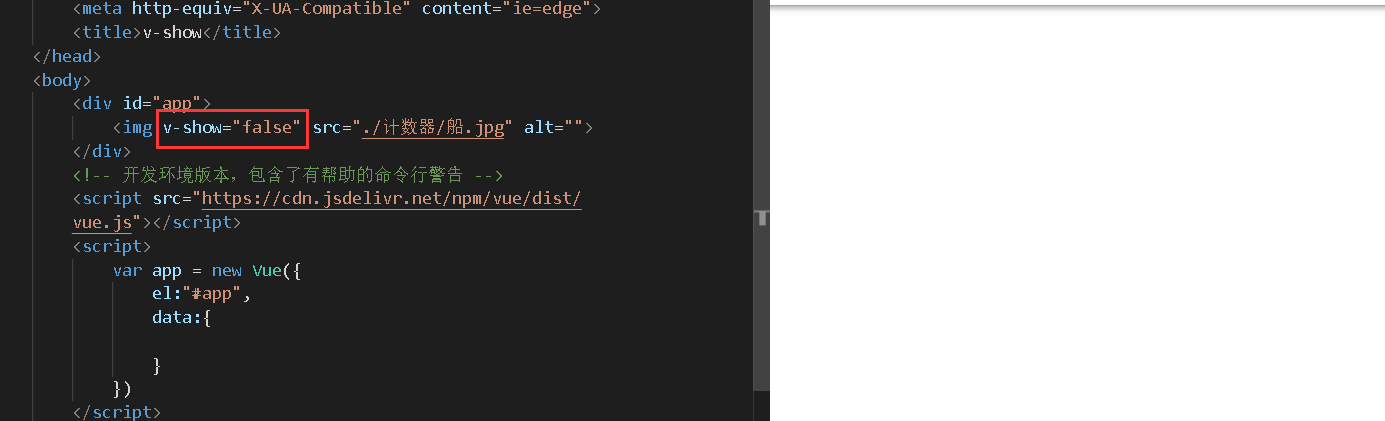 <meta http-equiv="X-UA-Compatible" content="ie=edge">
<title>v-show</title>
</head>
<body>
<div id="app">
<img v-show="false" src="./计数器/船.jpg" alt="">
</div>
<!-- 开发环境版本，包含了有帮助的命令行警告 -->
<script src="https://cdn.jsdelivr.net/npm/vue/dist/
vue.js"></script>
<script>
var app = new Vue({
el:"#app",
data:{
}
})
</script>